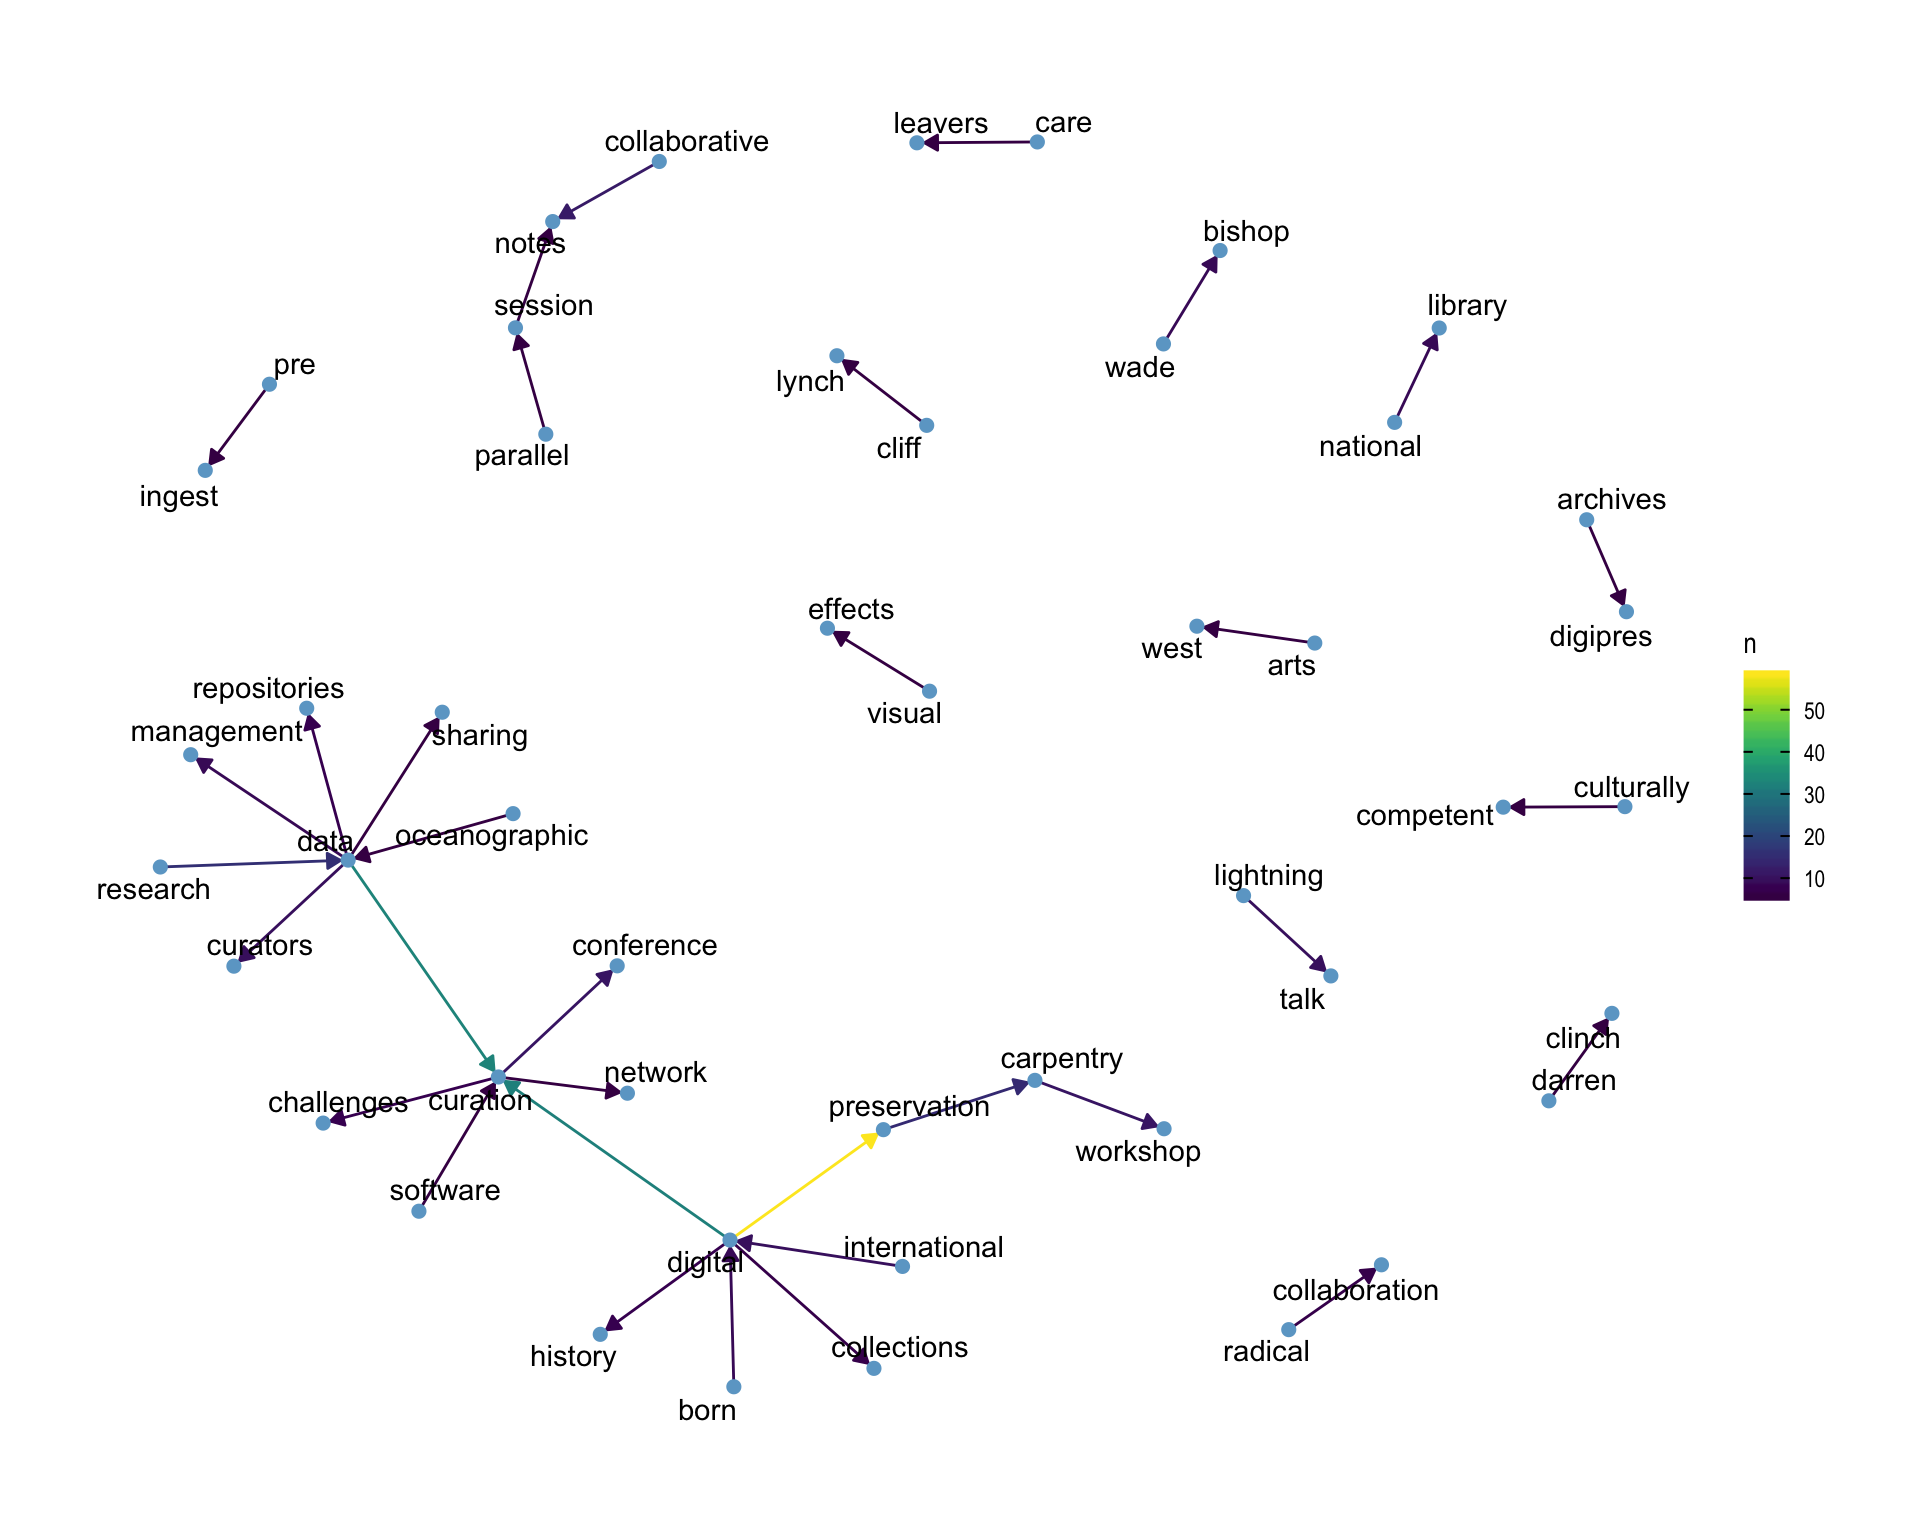 leavers
care
collaborative
notes
bishop
session
library
pre
wade
lynch
parallel
cliff
national
ingest
archives
effects
west
arts
digipres
n
repositories
visual
management
sharing
50
40
30
20
10
culturally
competent
data
oceanographic
research
lightning
curators
conference
talk
clinch
carpentry
network
darren
challenges
curation
preservation
workshop
software
international
digital
collaboration
collections
history
radical
born